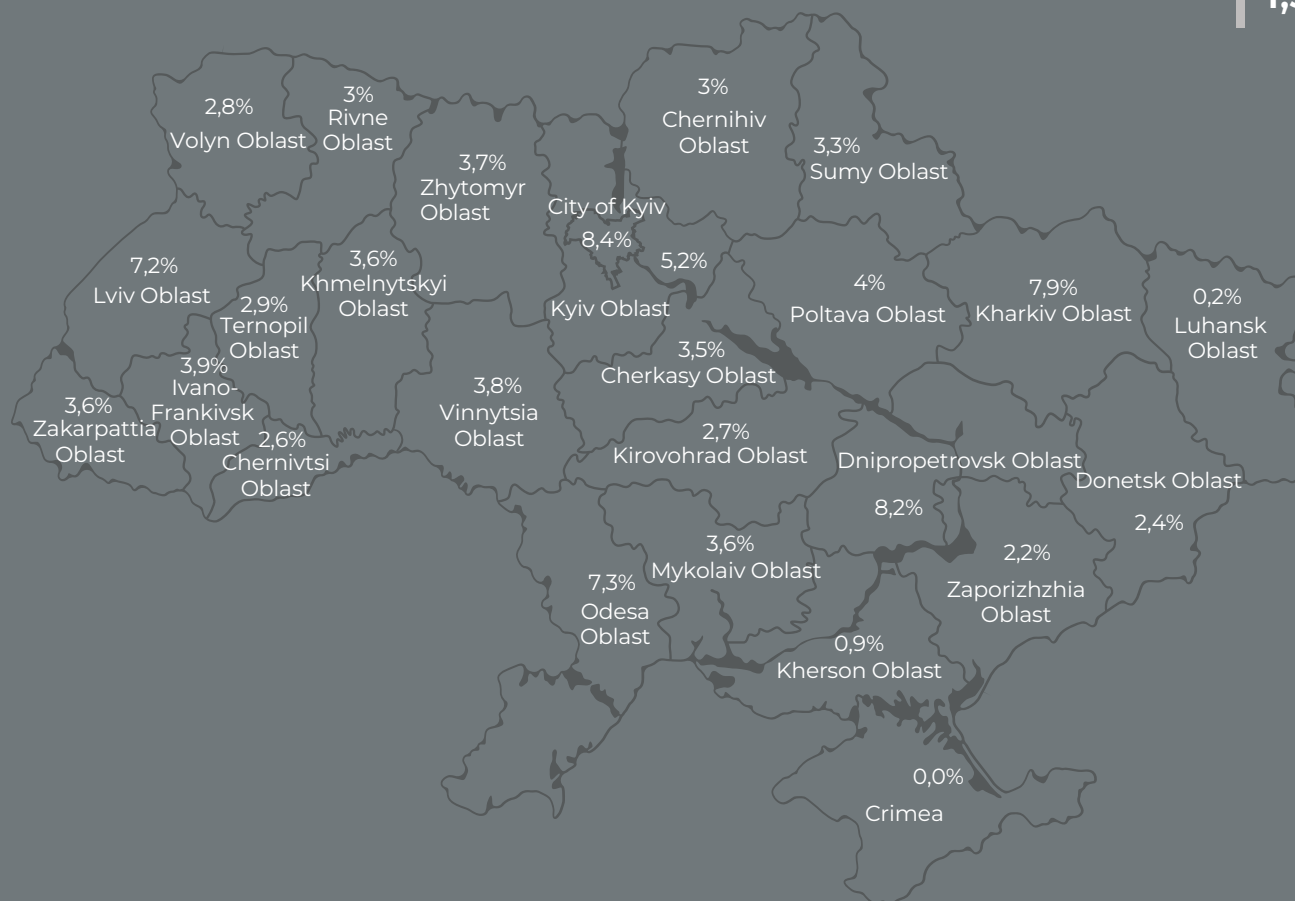 2,8%
Volyn Oblast
3%
Rivne
Oblast
3,7%
Zhytomyr
Oblast
City of Kyiv
8,4%
5,2%
Kyiv Oblast
3%
Chernihiv
Oblast
3,3%
Sumy Oblast
7,2%
Lviv Oblast
2,9%
Ternopil
Oblast
3,6%
Khmelnytskyi
Oblast
4%
Poltava Oblast
7,9%
Kharkiv Oblast
0,2%
Luhansk
Oblast
3,6%
Zakarpattia
Oblast
3,9%
Ivano-
Frankivsk
Oblast
2,6%
Chernivtsi
Oblast
3,8%
Vinnytsia
Oblast
3,5%
Cherkasy Oblast
2,7%
Kirovohrad Oblast
Dnipropetrovsk Oblast
8,2%
Donetsk Oblast
2,4%
7,3%
Odesa
Oblast
3,6%
Mykolaiv Oblast
2,2%
Zaporizhzhia
Oblast
0,9%
Kherson Oblast
0,0%
Crimea